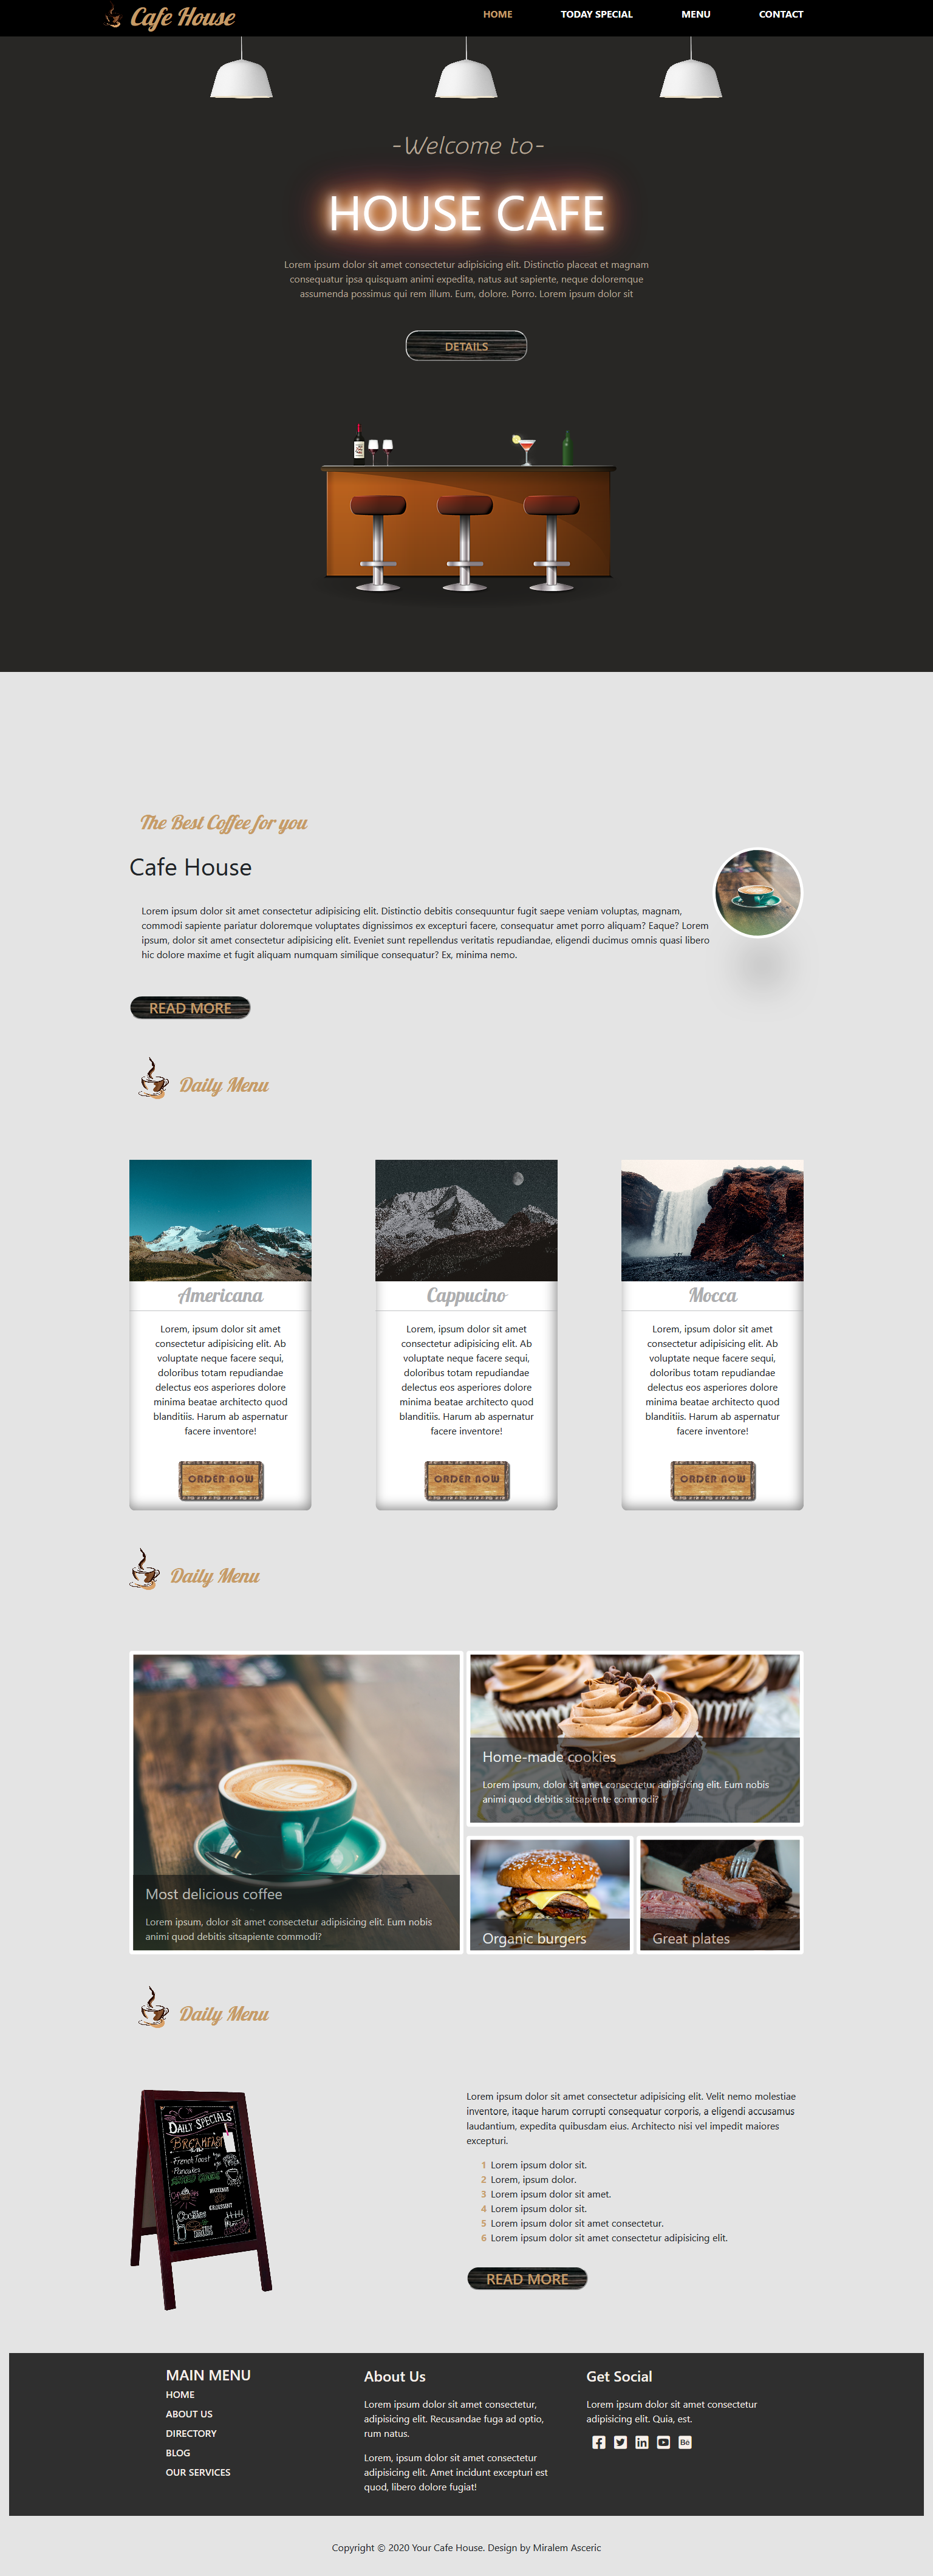 Cafe House
HOME
TODAY SPECIAL
MENU
CONTACT
-Welcome to-
HOUSE CAFE
Lorem ipsum dolor sit amet consectetur adipisicing elit. Distinctio placeat et magnam
consequatur ipsa quisquam animi expedita, natus aut sapiente, neque doloremque
assumenda possimus qui rem illum. Eum, dolore. Porro. Lorem ipsum dolor sit
DETAILS
The Best Coffee for you
Cafe House
Lorem ipsum dolor sit amet consectetur adipisicing elit. Distinctio debitis consequuntur fugit saepe veniam voluptas, magnam,
commodi sapiente pariatur doloremque voluptates dignissimos ex excepturi facere, consequatur amet porro aliquam? Eaque? Lorem
ipsum, dolor sit amet consectetur adipisicing elit. Eveniet sunt repellendus veritatis repudiandae, eligendi ducimus omnis quasi libero
hic dolore maxime et fugit aliquam numquam similique consequatur? Ex, minima nemo.
READ MORE
Daily Menu
Americana
Lorem, ipsum dolor sit amet
consectetur adipisicing elit. Ab
voluptate neque facere sequi,
doloribus totam repudiandae
delectus eos asperiores dolore
minima beatae architecto quod
blanditiis. Harum ab aspernatur
facere inventore!
ORDER NOW
Cappucino
Lorem, ipsum dolor sit amet
consectetur adipisicing elit. Ab
voluptate neque facere sequi,
doloribus totam repudiandae
delectus eos asperiores dolore
minima beatae architecto quod
blanditiis. Harum ab aspernatur
facere inventore!
ORDER NOW
Mocca
Lorem, ipsum dolor sit amet
consectetur adipisicing elit. Ab
voluptate neque facere sequi,
doloribus totam repudiandae
delectus eos asperiores dolore
minima beatae architecto quod
blanditiis. Harum ab aspernatur
facere inventore!
ORDER NOW
Daily Menu
Most delicious coffee
Lorem ipsum, dolor sit amet consectetur adipisicing elit. Eum nobis
animi quod debitis sitsapiente commodi?
Home-made cookies
Lorem ipsum, dolor sit amet consectetur adipisicing elit. Eum nobis
animi quod debitis sitsapiente commodi?
Organic burgers
Great plates
Daily Menu
DAILY SPECIALS
BREAKFAST
French Toast
Pancakes
Lorem ipsum dolor sit amet consectetur adipisicing elit. Velit nemo molestiae
inventore, itaque harum corrupti consequatur corporis, a eligendi accusamus
laudantium, expedita quibusdam eius. Architecto nisi vel impedit maiores
excepturi.
1 Lorem ipsum dolor sit.
2 Lorem, ipsum dolor.
3 Lorem ipsum dolor sit amet.
4 Lorem ipsum dolor sit.
5 Lorem ipsum dolor sit amet consectetur.
6 Lorem ipsum dolor sit amet consectetur adipisicing elit.
READ MORE
MAIN MENU
HOME
ABOUT US
DIRECTORY
BLOG
OUR SERVICES
About Us
Lorem ipsum dolor sit amet consectetur,
adipisicing elit. Recusandae fuga ad optio,
rum natus.
Lorem, ipsum dolor sit amet consectetur
adipisicing elit. Amet incidunt excepturi est
quod, libero dolore fugiat!
Get Social
Lorem ipsum dolor sit amet consectetur
adipisicing elit. Quia, est.
Copyright © 2020 Your Cafe House. Design by Miralem Asceric